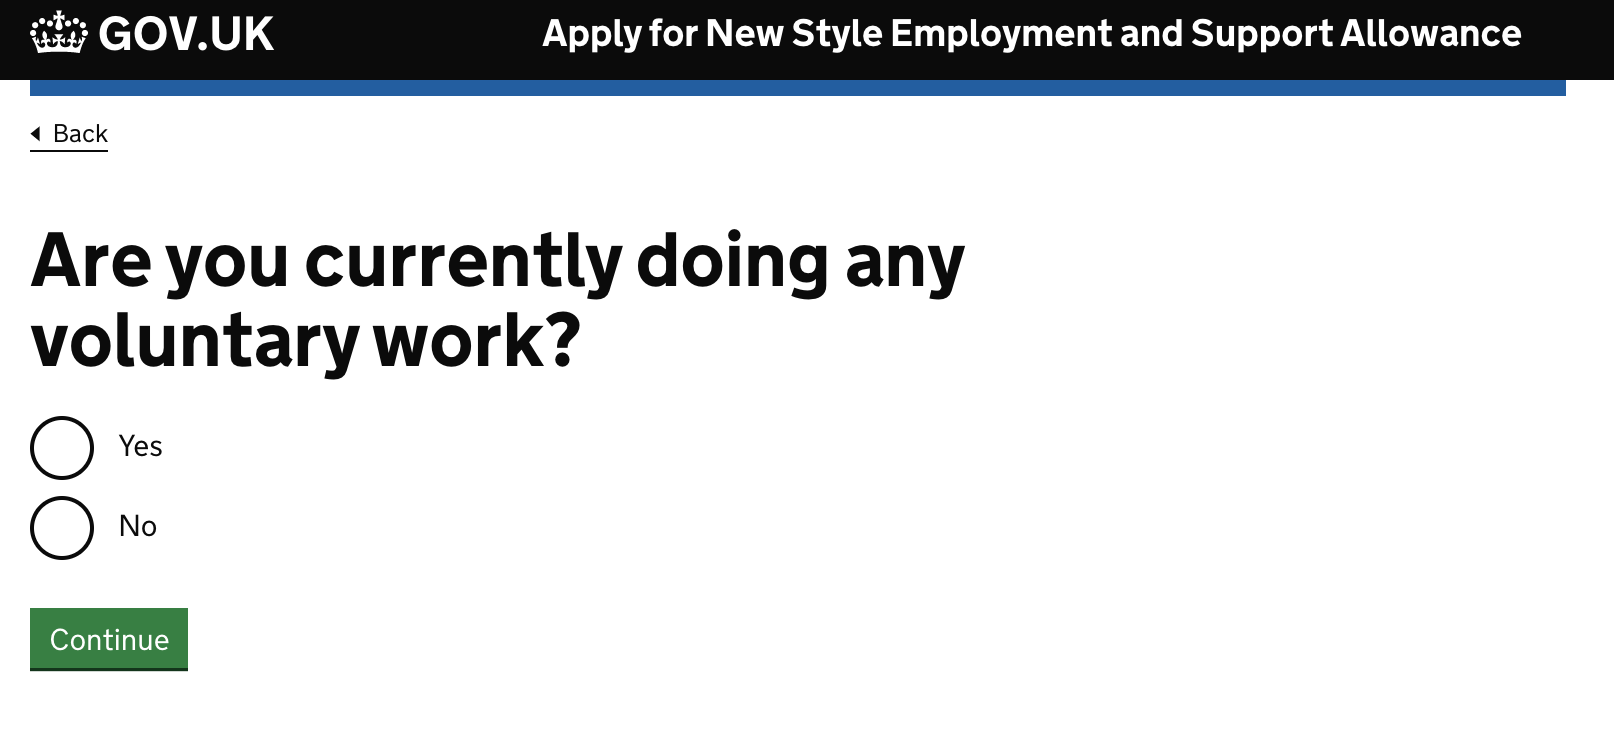 GOV.UK
Apply for New Style Employment and Support Allowance
Back
Are you currently doing any
voluntary work?
Yes
No
Continue